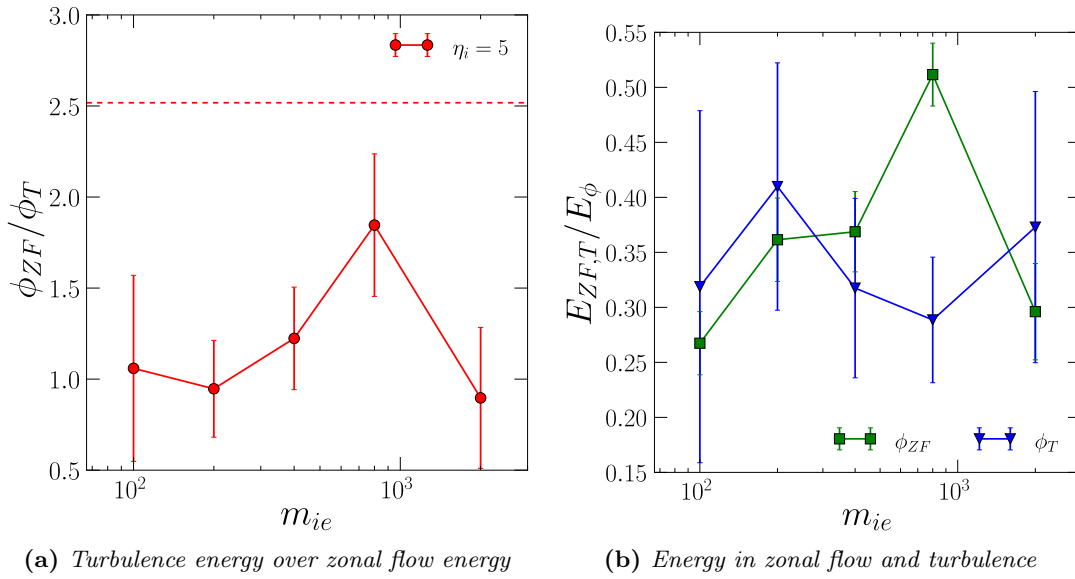 3.0
2.5
2.0
1.5
1.0
0.5
ϕ_ZF/ϕ_T
η_i = 5
10^2
10^3
m_ie
(a) Turbulence energy over zonal flow energy
0.55
0.50
0.45
0.40
0.35
0.30
0.25
0.20
0.15
E_ZF,T/E_ϕ
ϕ_ZF
ϕ_T
10^2
10^3
m_ie
(b) Energy in zonal flow and turbulence